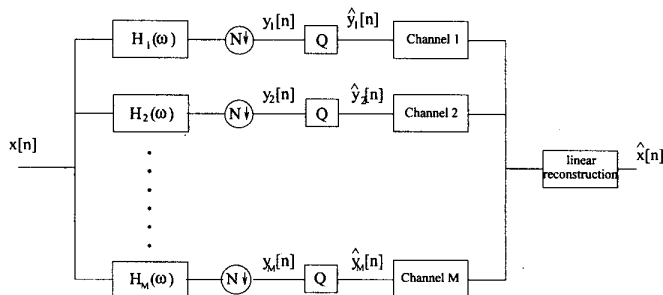 H₁(ω) N↓ y₁[n] Q ŷ₁[n] Channel 1
H₂(ω) N↓ y₂[n] Q ŷ₂[n] Channel 2
x[n]
linear
reconstruction
x̂[n]
H_M(ω) N↓ y_M[n] Q ŷ_M[n] Channel M